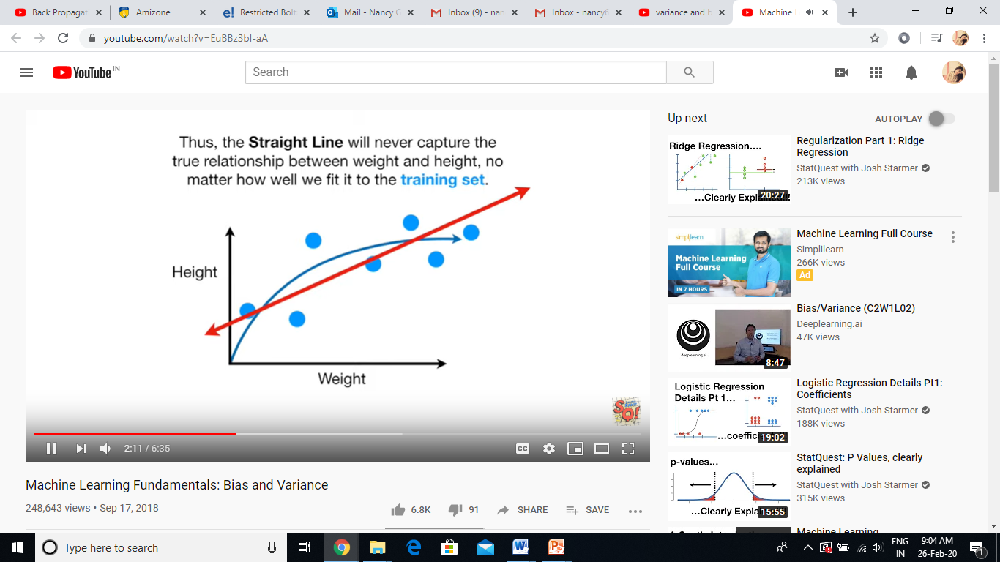 Back Propagat
Amizone
Restricted Bolt
Mail - Nancy G
Inbox (9) - nan
Inbox - nancy6
variance and b
Machine L
youtube.com/watch?v=EuBBz3bI-aA
YouTube IN
Search
Thus, the Straight Line will never capture the
true relationship between weight and height, no
matter how well we fit it to the training set.
Height
Weight
SQ!
2:11 / 6:35
CC
Machine Learning Fundamentals: Bias and Variance
248,643 views • Sep 17, 2018
6.8K
91
SHARE
SAVE
Up next
AUTOPLAY
Ridge Regression....
...Clearly Expl
20:27
Regularization Part 1: Ridge
Regression
StatQuest with Josh Starmer
213K views
simplilearn
Machine Learning
Full Course
IN 7 HOURS
Machine Learning Full Course
Simplilearn
266K views
Ad
deeplearning.ai
8:47
Bias/Variance (C2W1L02)
Deeplearning.ai
47K views
Logistic Regression
Details Pt 1...
...coeffici
19:02
Logistic Regression Details Pt1:
Coefficients
StatQuest with Josh Starmer
188K views
p-values...
...Clearly Expla
15:55
StatQuest: P Values, clearly
explained
StatQuest with Josh Starmer
315K views
Machine Learning
Type here to search
ENG
IN
9:04 AM
26-Feb-20
1